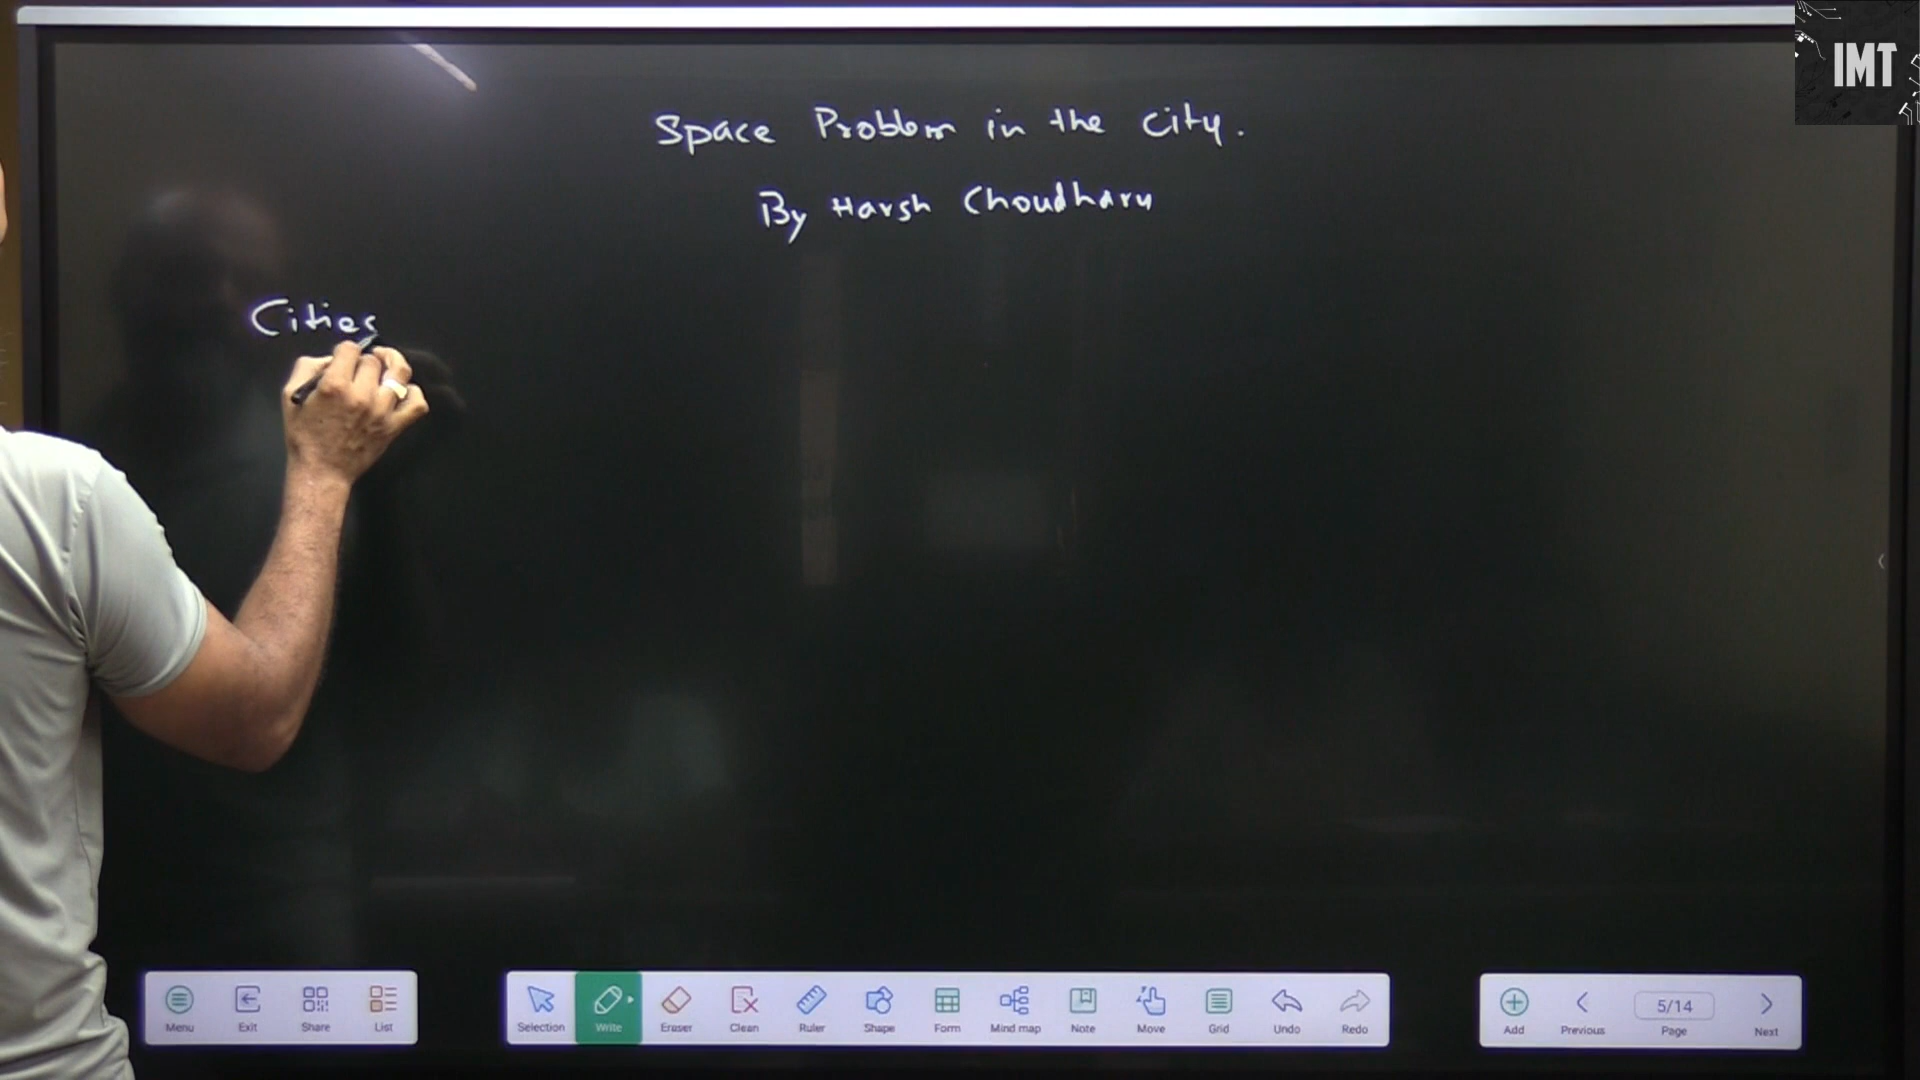 IMT
Space Problem in the city.
By Harsh Choudhary
Cities
Menu Exit Share List
Selection Write Eraser Clean Ruler Shape Form Mind map Note Move Grid Undo Redo
Add Previous 5/14 Page Next